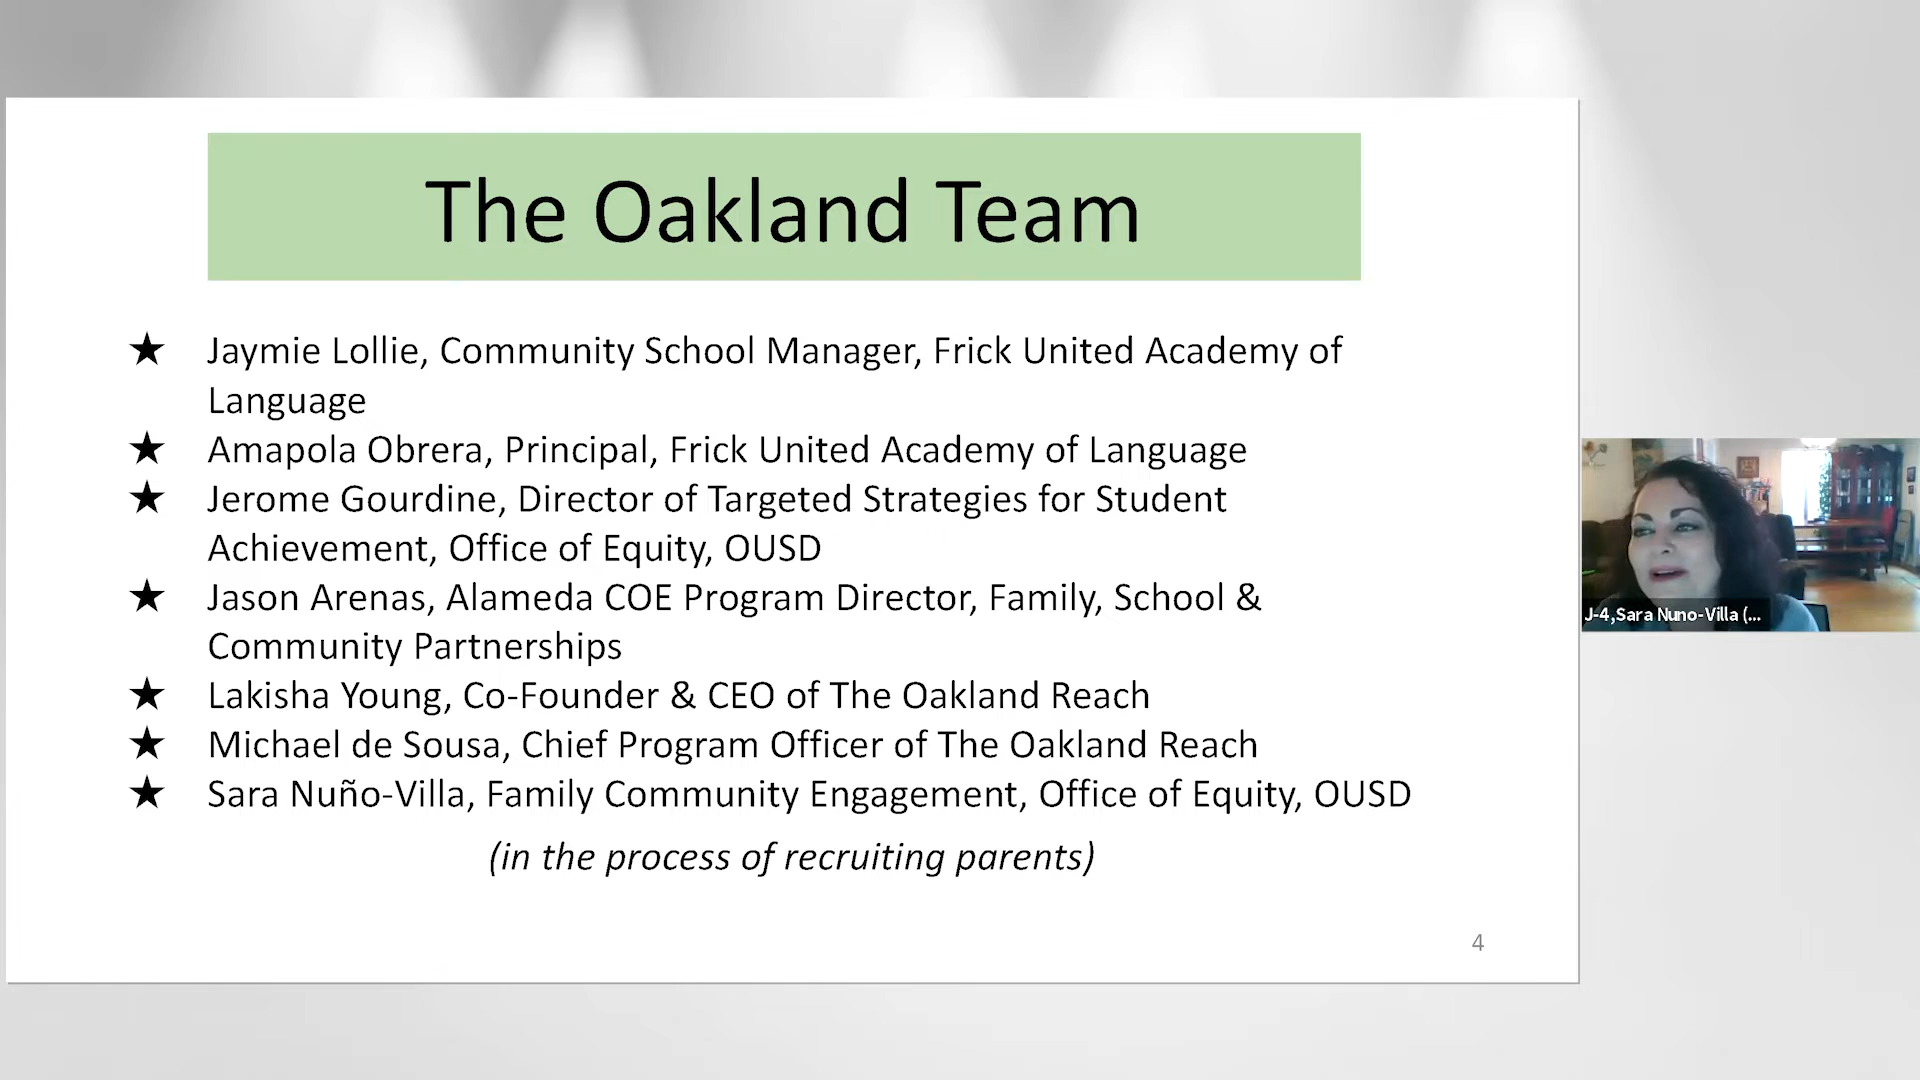 The Oakland Team
★ Jaymie Lollie, Community School Manager, Frick United Academy of
Language
★ Amapola Obrera, Principal, Frick United Academy of Language
★ Jerome Gourdine, Director of Targeted Strategies for Student
Achievement, Office of Equity, OUSD
★ Jason Arenas, Alameda COE Program Director, Family, School &
Community Partnerships
★ Lakisha Young, Co-Founder & CEO of The Oakland Reach
★ Michael de Sousa, Chief Program Officer of The Oakland Reach
★ Sara Nuño-Villa, Family Community Engagement, Office of Equity, OUSD
(in the process of recruiting parents)
4
J-4,Sara Nuno-Villa (...